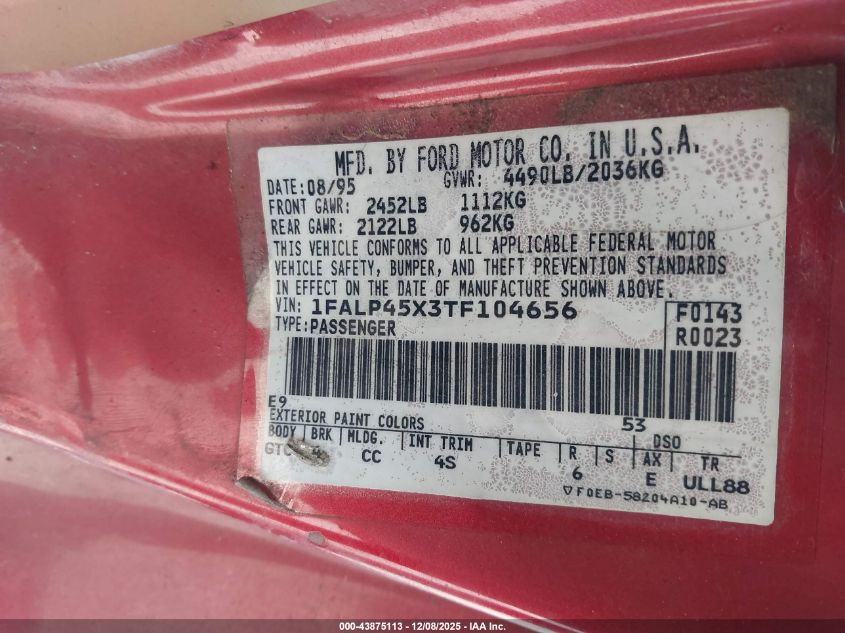 MFD. BY FORD MOTOR CO. IN U.S.A.
DATE: 08/95 GVWR: 4490LB/2036KG
FRONT GAWR: 2452LB 1112KG
REAR GAWR: 2122LB 962KG
THIS VEHICLE CONFORMS TO ALL APPLICABLE FEDERAL MOTOR
VEHICLE SAFETY, BUMPER, AND THEFT PREVENTION STANDARDS
IN EFFECT ON THE DATE OF MANUFACTURE SHOWN ABOVE.
VIN: 1FALP45X3TF104656 F0143
TYPE: PASSENGER R0023
E9 53
EXTERIOR PAINT COLORS DSO
BODY BRK MLDG. INT TRIM TAPE R S AX TR
GTC 4 CC 4S 6 E ULL88
▽F0EB-58204A10-AB
000-43875113 - 12/08/2025 - IAA Inc.